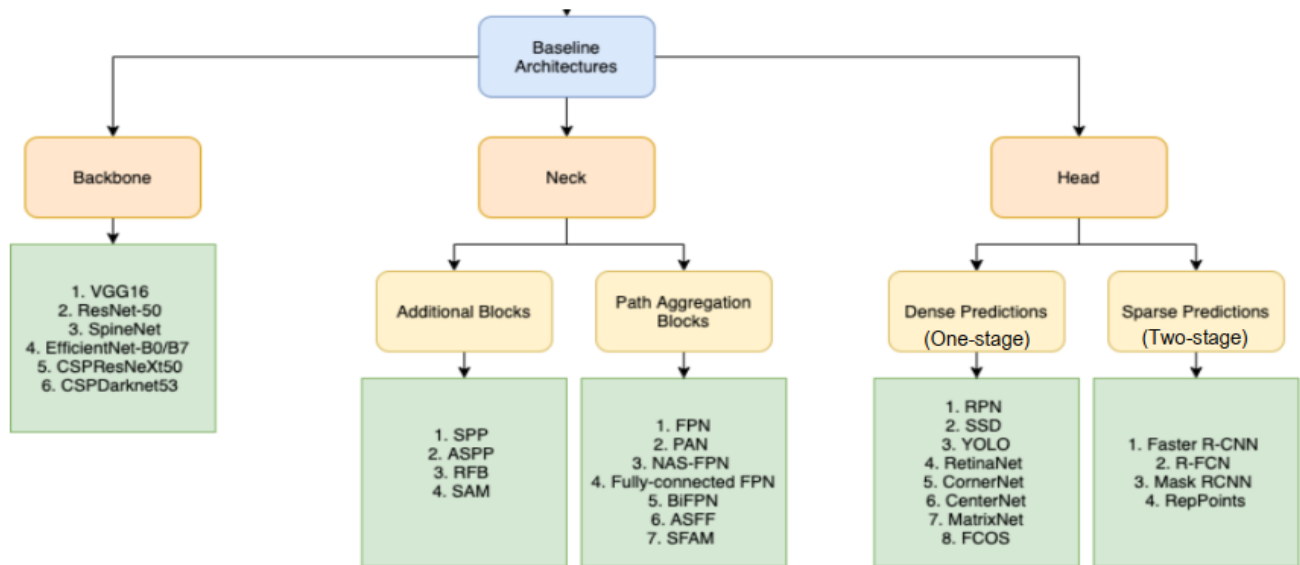 Baseline
Architectures
Backbone
Neck
Head
1. VGG16
2. ResNet-50
3. SpineNet
4. EfficientNet-B0/B7
5. CSPResNeXt50
6. CSPDarknet53
Additional Blocks
Path Aggregation
Blocks
Dense Predictions
(One-stage)
Sparse Predictions
(Two-stage)
1. SPP
2. ASPP
3. RFB
4. SAM
1. FPN
2. PAN
3. NAS-FPN
4. Fully-connected FPN
5. BiFPN
6. ASFF
7. SFAM
1. RPN
2. SSD
3. YOLO
4. RetinaNet
5. CornerNet
6. CenterNet
7. MatrixNet
8. FCOS
1. Faster R-CNN
2. R-FCN
3. Mask RCNN
4. RepPoints